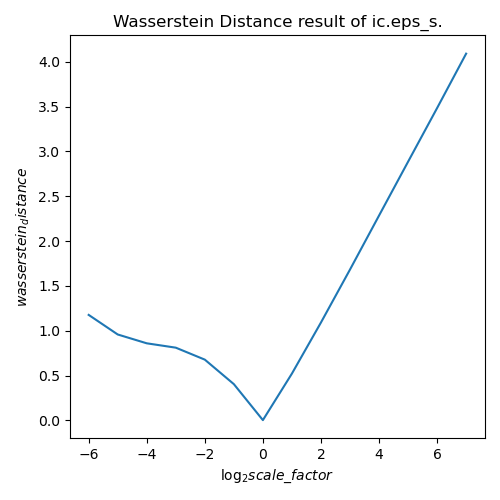 Wasserstein Distance result of ic.eps_s.
4.0
3.5
3.0
2.5
2.0
1.5
1.0
0.5
0.0
wasserstein_distance
−6 −4 −2 0 2 4 6
log₂scale_factor